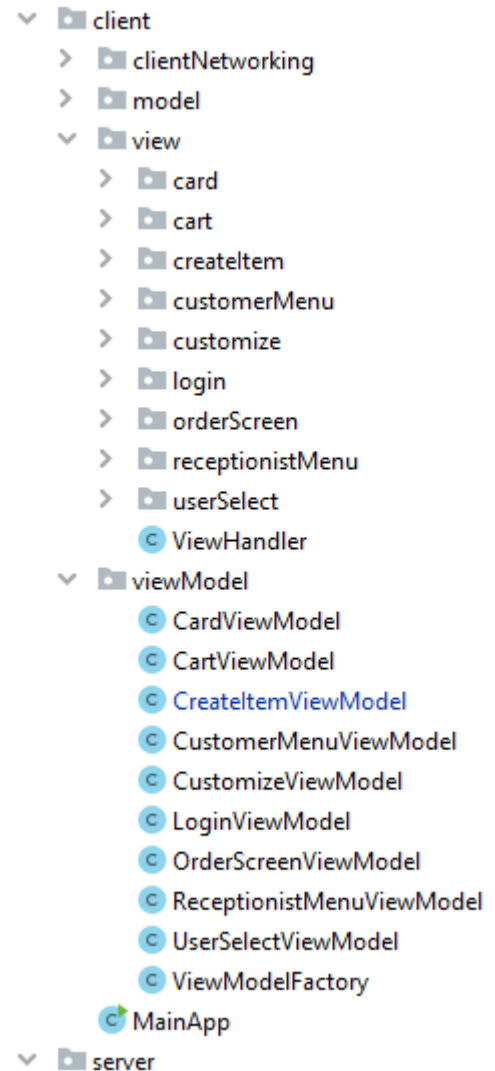 client
clientNetworking
model
view
card
cart
createItem
customerMenu
customize
login
orderScreen
receptionistMenu
userSelect
ViewHandler
viewModel
CardViewModel
CartViewModel
CreateItemViewModel
CustomerMenuViewModel
CustomizeViewModel
LoginViewModel
OrderScreenViewModel
ReceptionistMenuViewModel
UserSelectViewModel
ViewModelFactory
MainApp
server